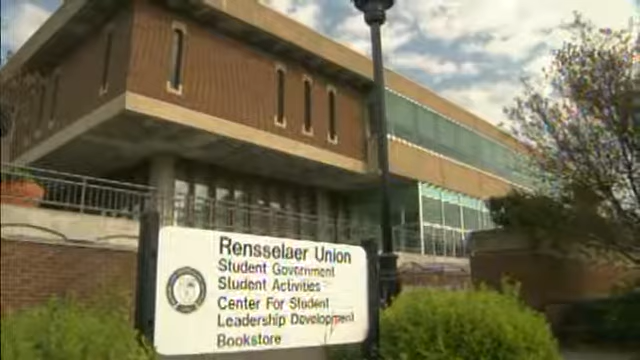 Rensselaer Union
Student Government
Student Activities
Center For Student
Leadership Development
Bookstore